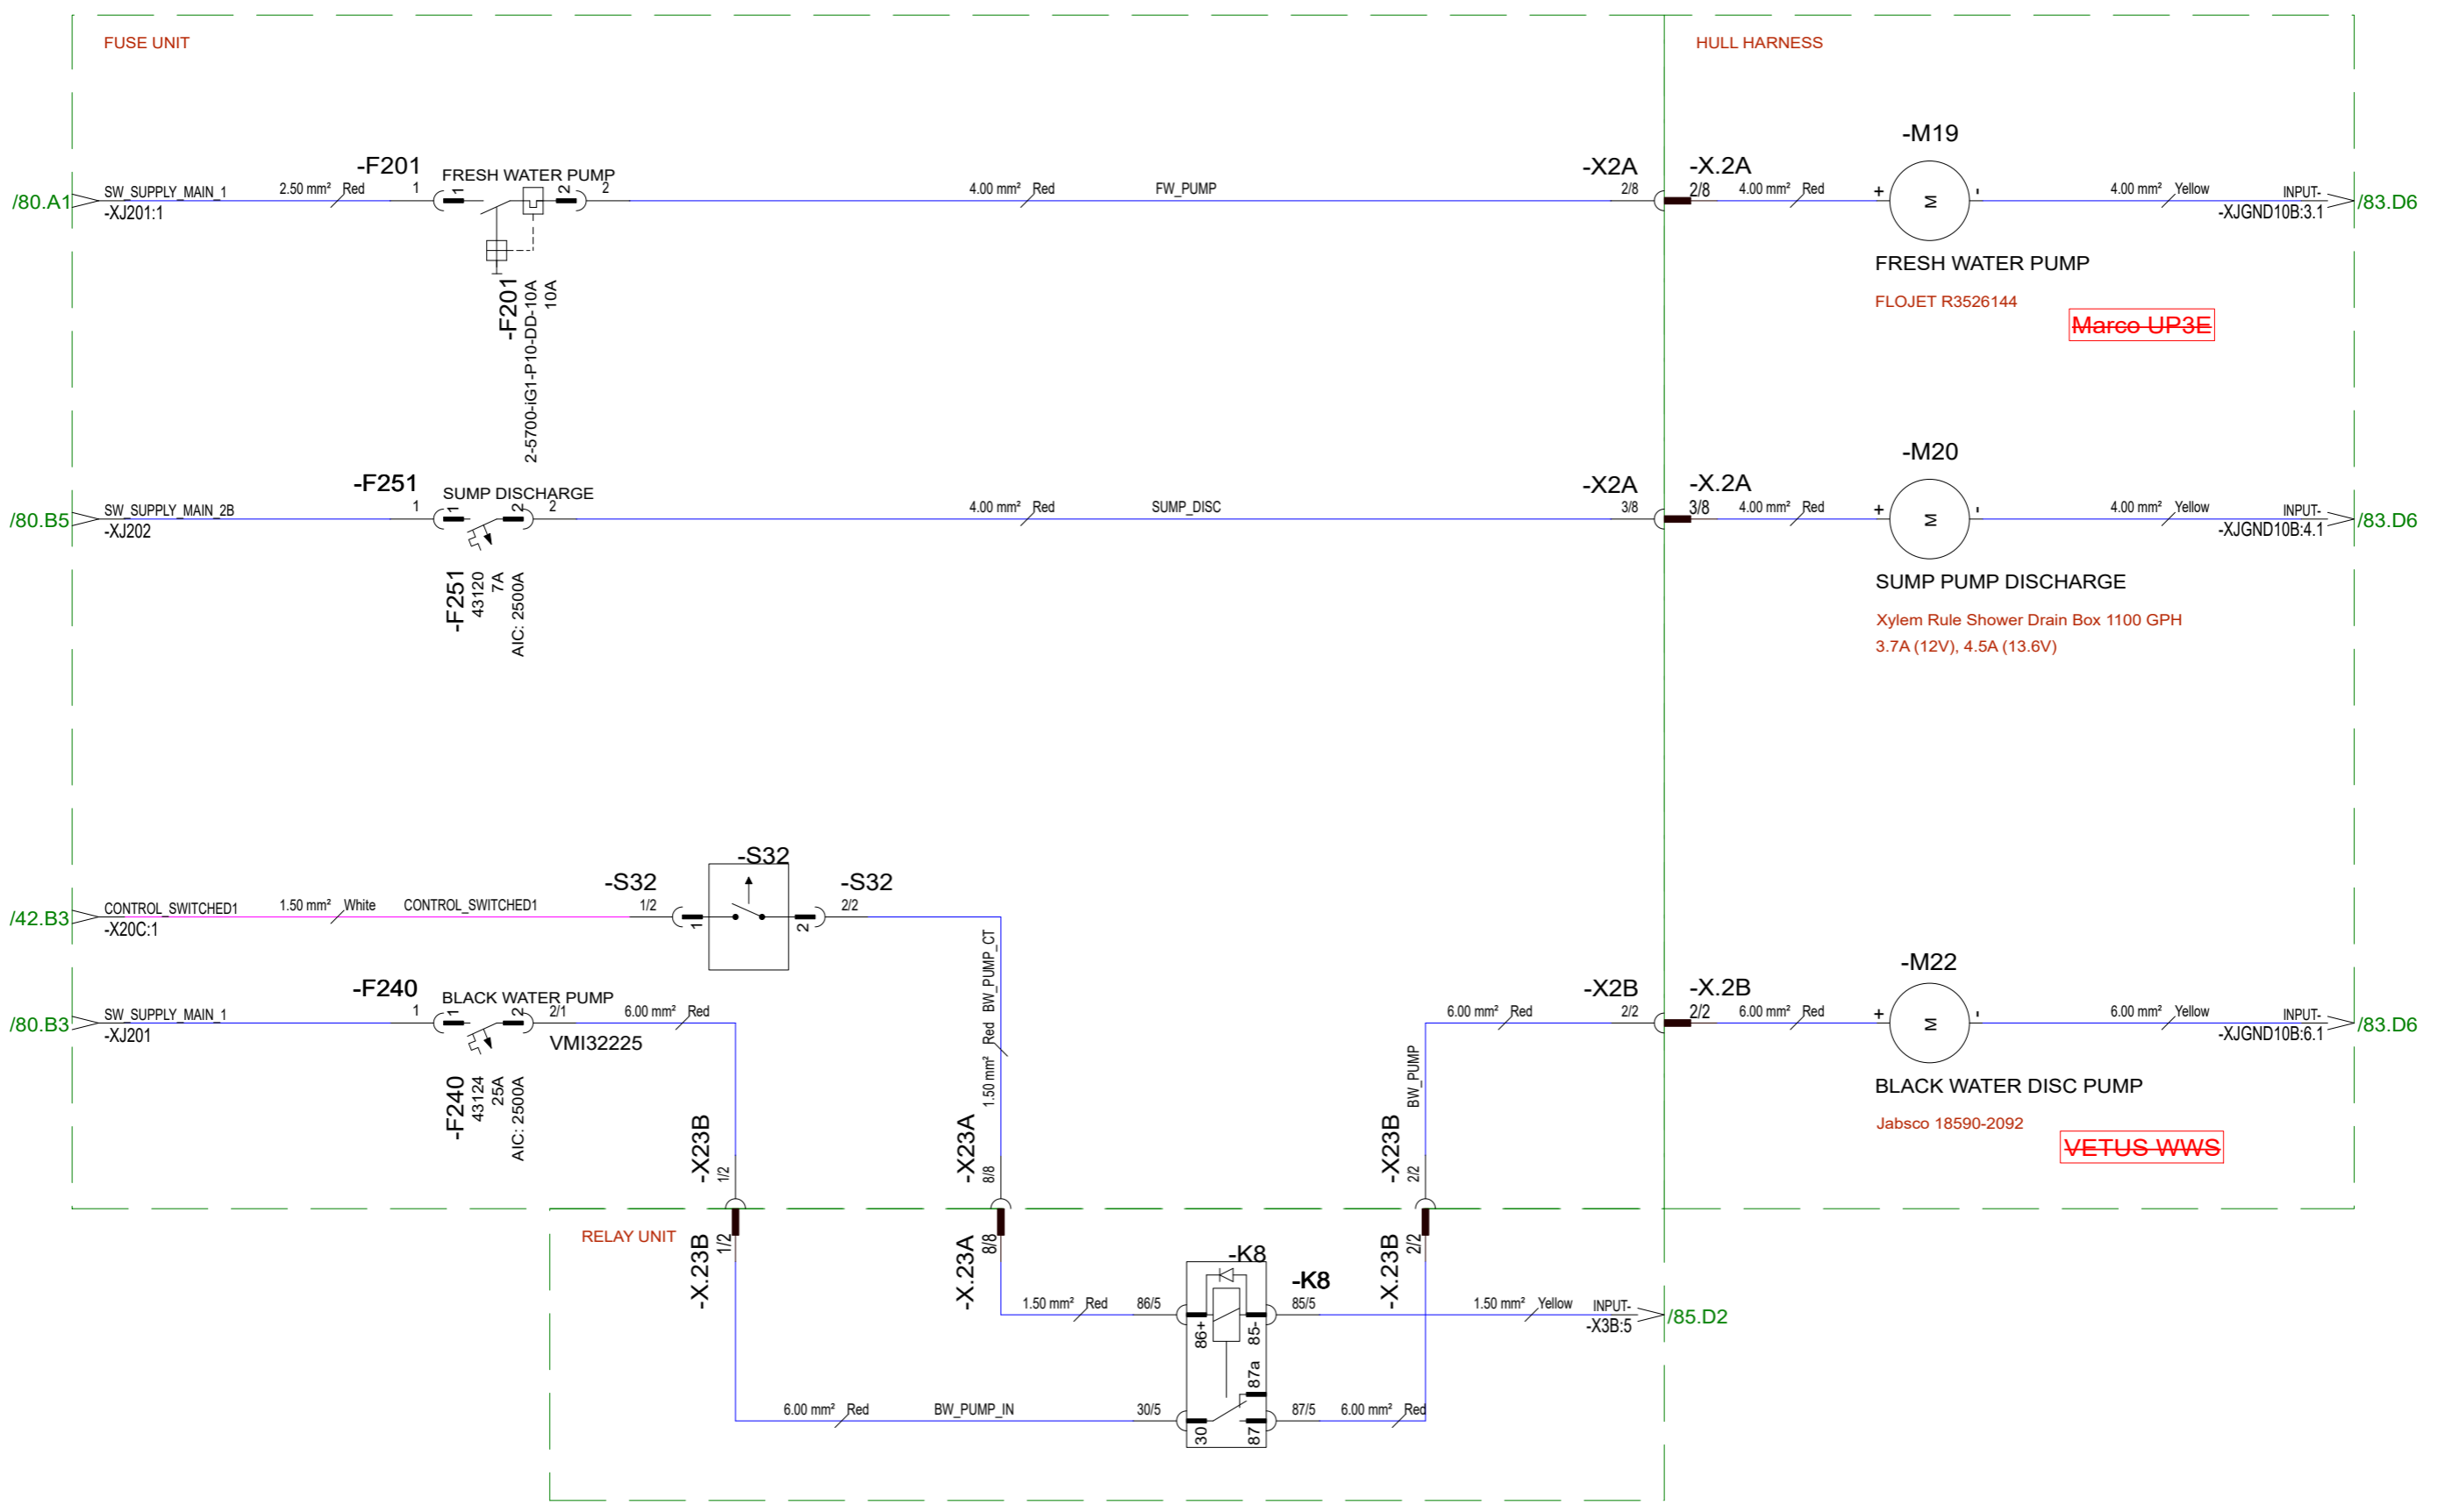 FUSE UNIT
HULL HARNESS
/80.A1
SW_SUPPLY_MAIN_1
-XJ201:1
2.50 mm² Red
-F201
1
FRESH WATER PUMP
1
2
2
-F201
2-5700-iG1-P10-DD-10A
10A
4.00 mm² Red
FW_PUMP
-X2A
2/8
-X.2A
2/8
4.00 mm² Red
-M19
+
M
-
FRESH WATER PUMP
FLOJET R3526144
Marco UP3E
4.00 mm² Yellow
INPUT-
-XJGND10B:3.1
/83.D6
/80.B5
SW_SUPPLY_MAIN_2B
-XJ202
-F251
1
SUMP DISCHARGE
1
2
2
-F251
43120
7A
AIC: 2500A
4.00 mm² Red
SUMP_DISC
-X2A
3/8
-X.2A
3/8
4.00 mm² Red
-M20
+
M
-
SUMP PUMP DISCHARGE
Xylem Rule Shower Drain Box 1100 GPH
3.7A (12V), 4.5A (13.6V)
4.00 mm² Yellow
INPUT-
-XJGND10B:4.1
/83.D6
/42.B3
CONTROL_SWITCHED1
-X20C:1
1.50 mm² White
CONTROL_SWITCHED1
-S32
1/2
-S32
1
2
-S32
2/2
1.50 mm² Red BW_PUMP_CT
/80.B3
SW_SUPPLY_MAIN_1
-XJ201
-F240
1
BLACK WATER PUMP
1
2
2/1
VMI32225
-F240
43124
25A
AIC: 2500A
6.00 mm² Red
-X23B
1/2
-X23A
8/8
-X23B
2/2
BW_PUMP
6.00 mm² Red
-X2B
2/2
-X.2B
2/2
6.00 mm² Red
-M22
+
M
-
BLACK WATER DISC PUMP
Jabsco 18590-2092
VETUS WWS
6.00 mm² Yellow
INPUT-
-XJGND10B:6.1
/83.D6
RELAY UNIT
-X.23B
1/2
-X.23A
8/8
-X.23B
2/2
1.50 mm² Red
86/5
-K8
-K8
86+
85-
85/5
1.50 mm² Yellow
INPUT-
-X3B:5
/85.D2
6.00 mm² Red
BW_PUMP_IN
30/5
30
87a
87
87/5
6.00 mm² Red